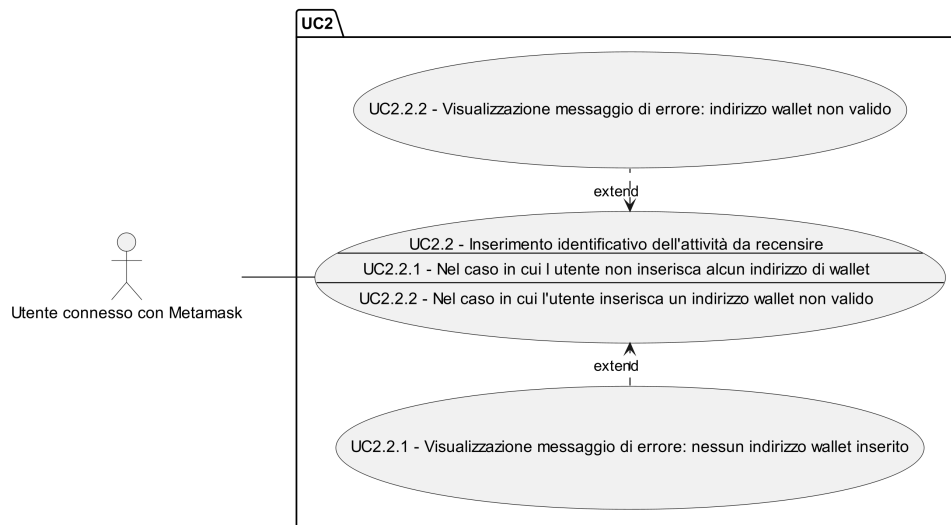 UC2
UC2.2.2 - Visualizzazione messaggio di errore: indirizzo wallet non valido
extend
UC2.2 - Inserimento identificativo dell'attività da recensire
UC2.2.1 - Nel caso in cui l utente non inserisca alcun indirizzo di wallet
UC2.2.2 - Nel caso in cui l'utente inserisca un indirizzo wallet non valido
Utente connesso con Metamask
extend
UC2.2.1 - Visualizzazione messaggio di errore: nessun indirizzo wallet inserito